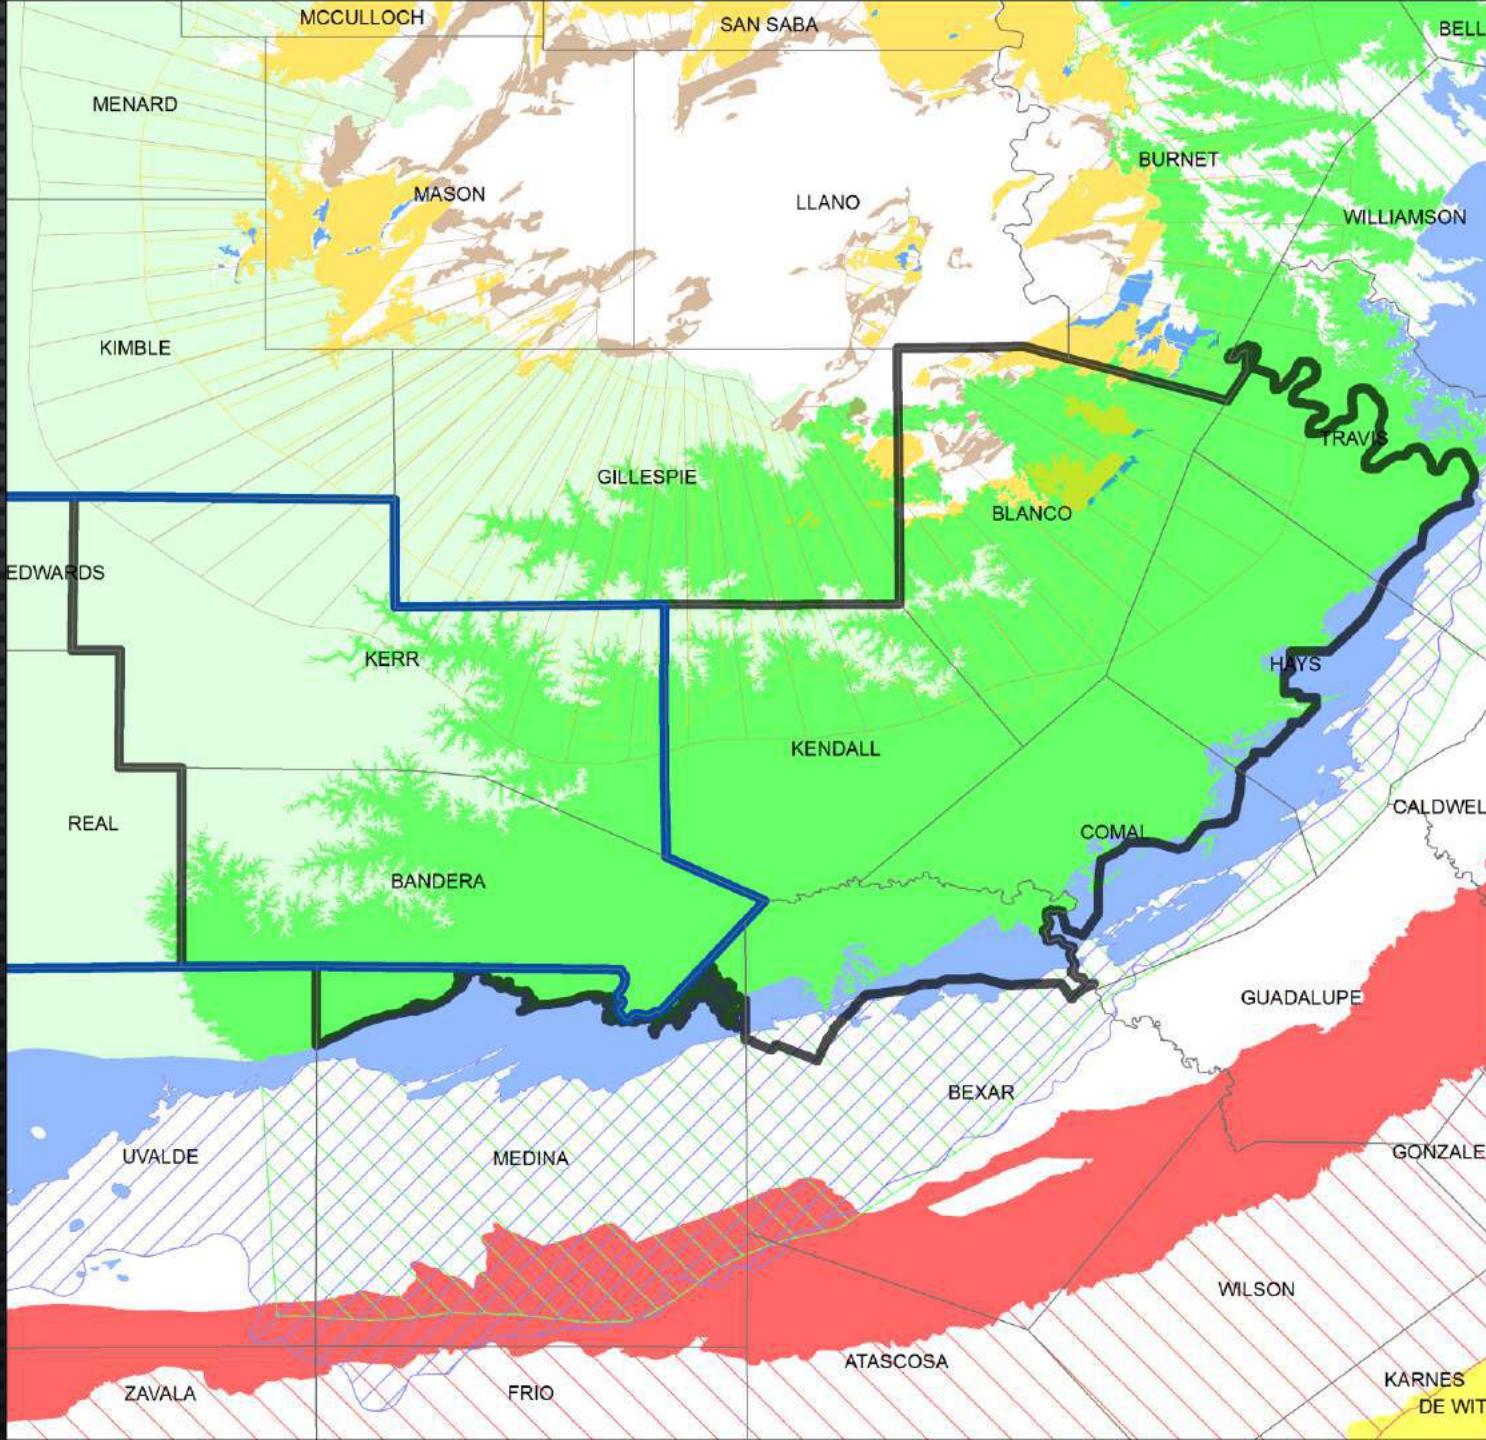 MCCULLOCH
SAN SABA
BELL
MENARD
BURNET
MASON
LLANO
WILLIAMSON
KIMBLE
TRAVIS
GILLESPIE
BLANCO
EDWARDS
KERR
HAYS
KENDALL
CALDWEL
REAL
COMAL
BANDERA
GUADALUPE
BEXAR
UVALDE
MEDINA
GONZALE
WILSON
ATASCOSA
KARNES
ZAVALA
FRIO
DE WIT